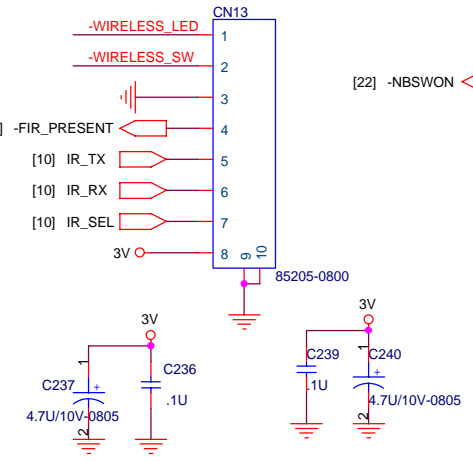 CN13
-WIRELESS_LED 1
-WIRELESS_SW 2
[22] -NBSWON
3
] -FIR_PRESENT 4
[10] IR_TX 5
[10] IR_RX 6
[10] IR_SEL 7
3V 8
9 10
85205-0800
3V
3V
C236
C237 1 +
.1U
4.7U/10V-0805
2
C239
C240 1 +
.1U
4.7U/10V-0805
2